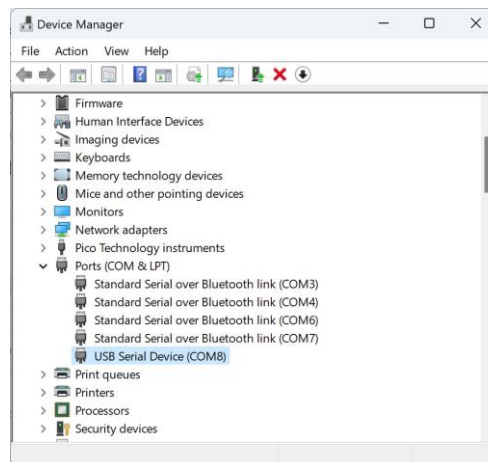 Device Manager
File Action View Help
Firmware
Human Interface Devices
Imaging devices
Keyboards
Memory technology devices
Mice and other pointing devices
Monitors
Network adapters
Pico Technology instruments
Ports (COM & LPT)
Standard Serial over Bluetooth link (COM3)
Standard Serial over Bluetooth link (COM4)
Standard Serial over Bluetooth link (COM6)
Standard Serial over Bluetooth link (COM7)
USB Serial Device (COM8)
Print queues
Printers
Processors
Security devices